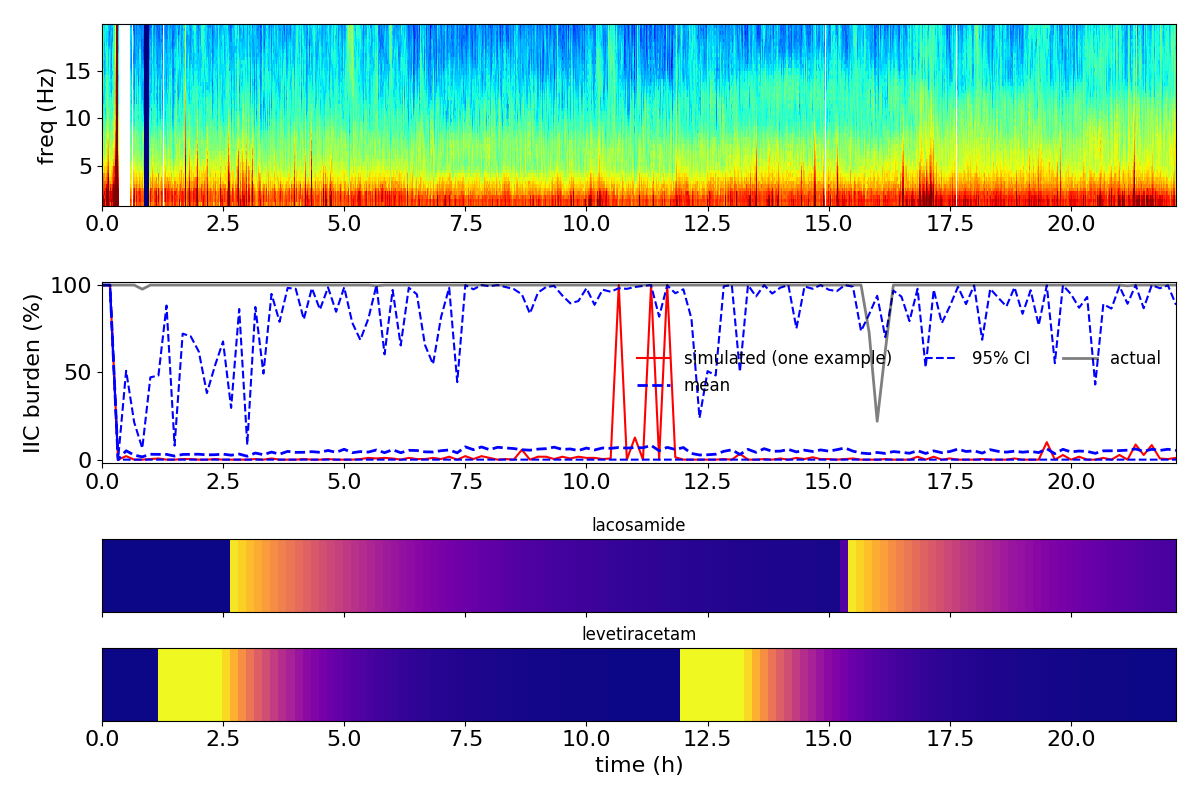 freq (Hz)
15
10
5
0.0 2.5 5.0 7.5 10.0 12.5 15.0 17.5 20.0
IIC burden (%)
100
50
0
simulated (one example) 95% CI actual
mean
0.0 2.5 5.0 7.5 10.0 12.5 15.0 17.5 20.0
lacosamide
levetiracetam
0.0 2.5 5.0 7.5 10.0 12.5 15.0 17.5 20.0
time (h)